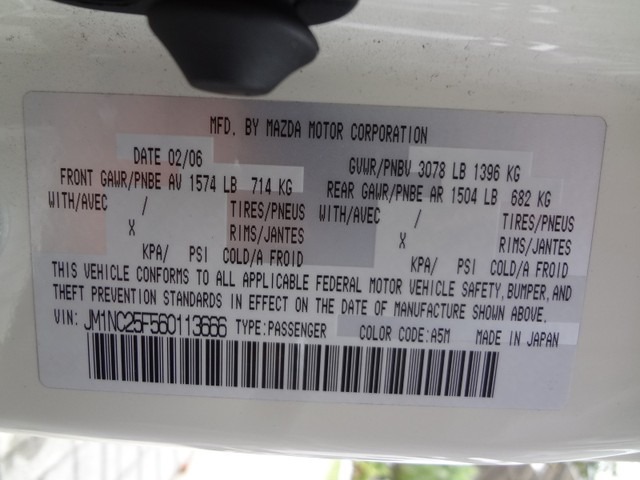 MFD. BY MAZDA MOTOR CORPORATION
DATE 02/06 GVWR/PNBV 3078 LB 1396 KG
FRONT GAWR/PNBE AV 1574 LB 714 KG REAR GAWR/PNBE AR 1504 LB 682 KG
WITH/AVEC / TIRES/PNEUS WITH/AVEC / TIRES/PNEUS
X RIMS/JANTES X RIMS/JANTES
KPA/ PSI COLD/A FROID KPA/ PSI COLD/A FROID
THIS VEHICLE CONFORMS TO ALL APPLICABLE FEDERAL MOTOR VEHICLE SAFETY, BUMPER, AND
THEFT PREVENTION STANDARDS IN EFFECT ON THE DATE OF MANUFACTURE SHOWN ABOVE.
VIN: JM1NC25F560113666 TYPE:PASSENGER COLOR CODE:A5M MADE IN JAPAN